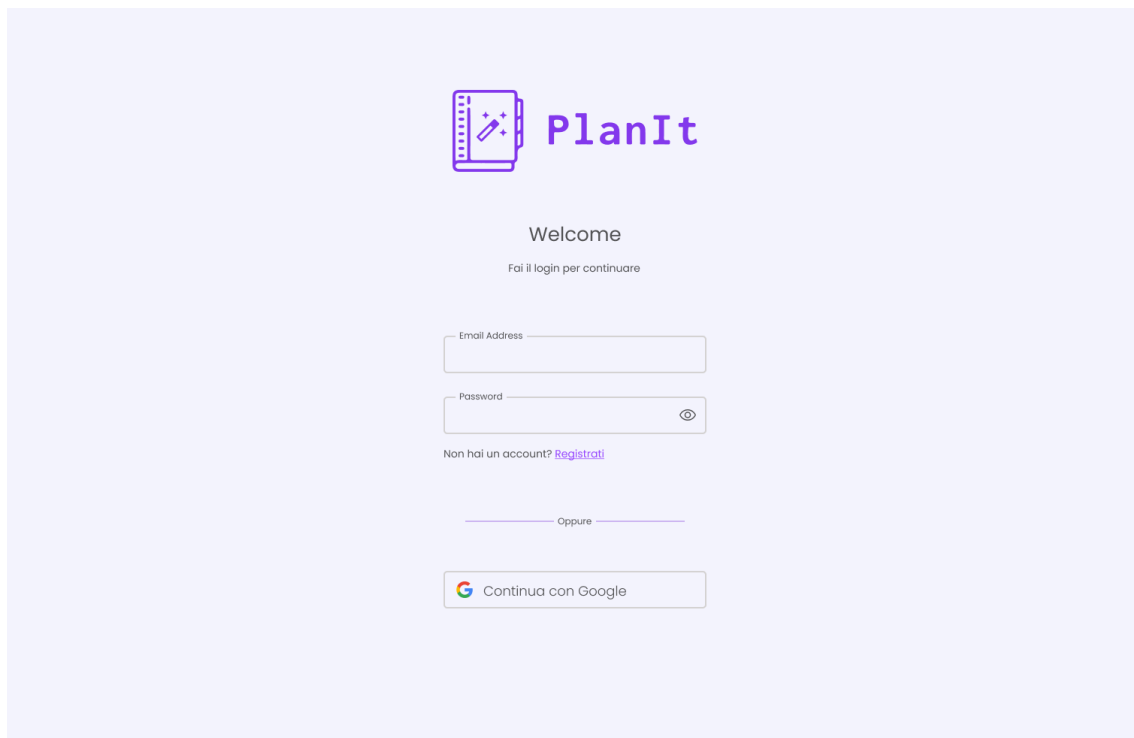 PlanIt
Welcome
Fai il login per continuare
Email Address
Password
Non hai un account? Registrati
Oppure
Continua con Google